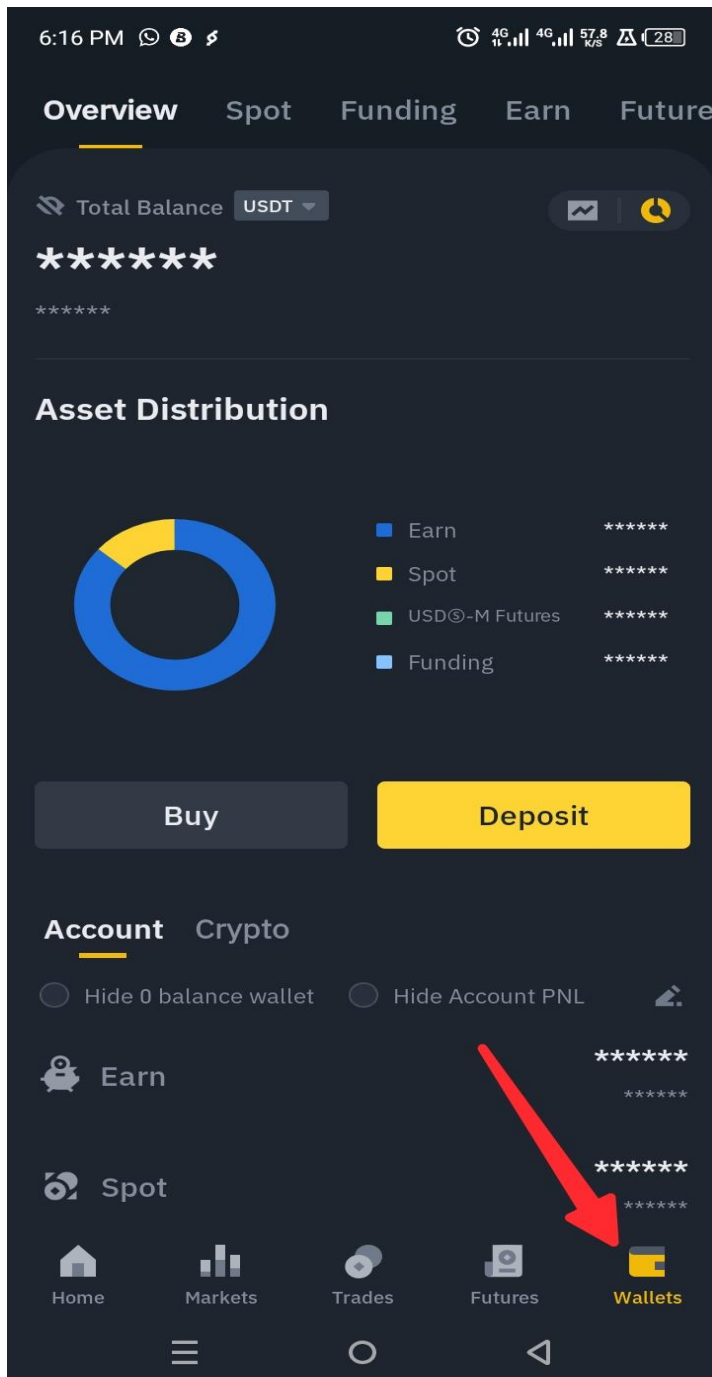 6:16 PM 4G 4G 57.8 K/S 28
Overview Spot Funding Earn Future
Total Balance USDT
******
******
Asset Distribution
Earn ******
Spot ******
USDⓈ-M Futures ******
Funding ******
Buy Deposit
Account Crypto
Hide 0 balance wallet Hide Account PNL
Earn ******
******
Spot ******
******
Home Markets Trades Futures Wallets